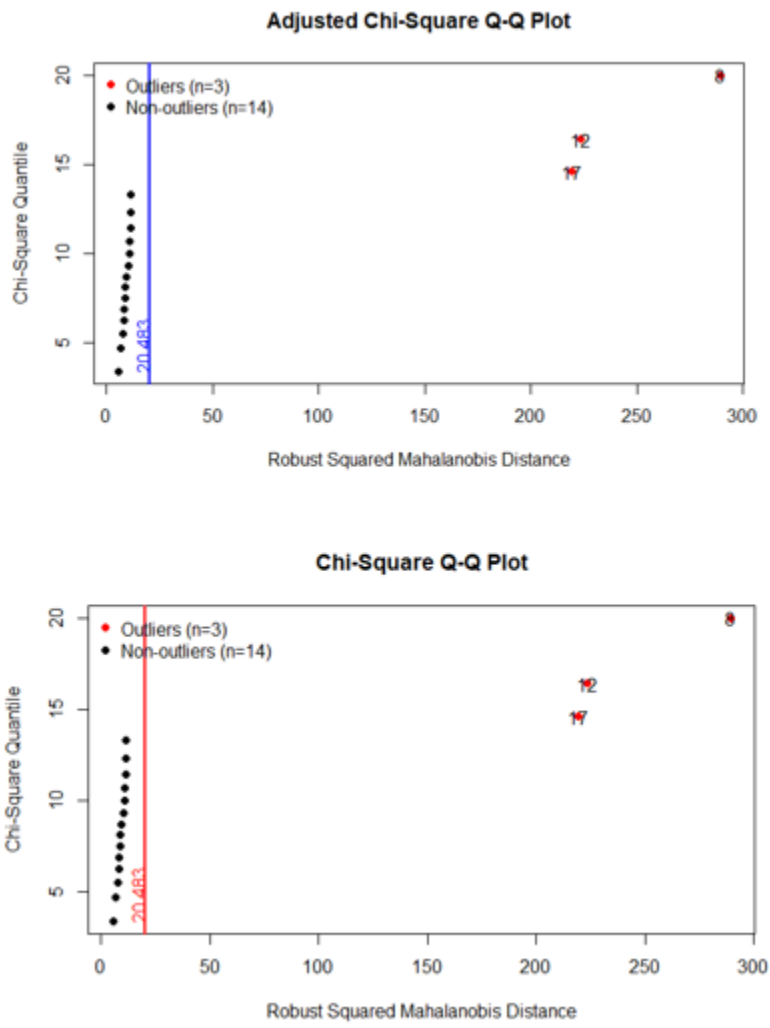 Adjusted Chi-Square Q-Q Plot
Chi-Square Quantile
20
15
10
5
Outliers (n=3)
Non-outliers (n=14)
12
17
20.483
0 50 100 150 200 250 300
Robust Squared Mahalanobis Distance
Chi-Square Q-Q Plot
Chi-Square Quantile
20
15
10
5
Outliers (n=3)
Non-outliers (n=14)
12
17
20.483
0 50 100 150 200 250 300
Robust Squared Mahalanobis Distance